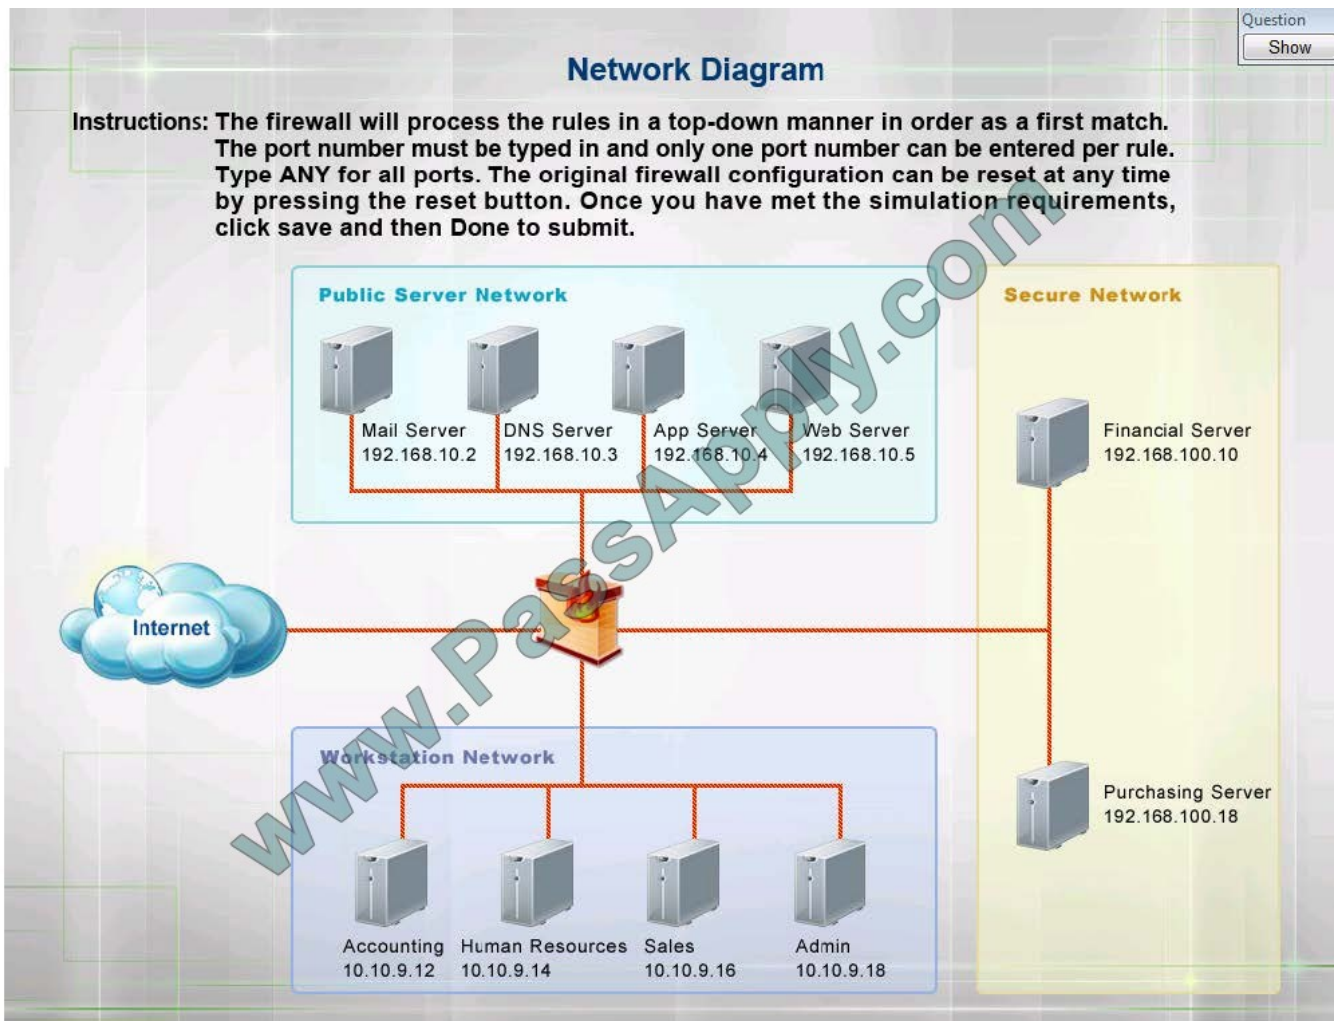 Question
Show
Network Diagram
Instructions: The firewall will process the rules in a top-down manner in order as a first match.
The port number must be typed in and only one port number can be entered per rule.
Type ANY for all ports. The original firewall configuration can be reset at any time
by pressing the reset button. Once you have met the simulation requirements,
click save and then Done to submit.
Public Server Network
Secure Network
Mail Server
192.168.10.2
DNS Server
192.168.10.3
App Server
192.168.10.4
Web Server
192.168.10.5
Financial Server
192.168.100.10
Internet
www.PassApply.com
Workstation Network
Purchasing Server
192.168.100.18
Accounting
10.10.9.12
Human Resources
10.10.9.14
Sales
10.10.9.16
Admin
10.10.9.18